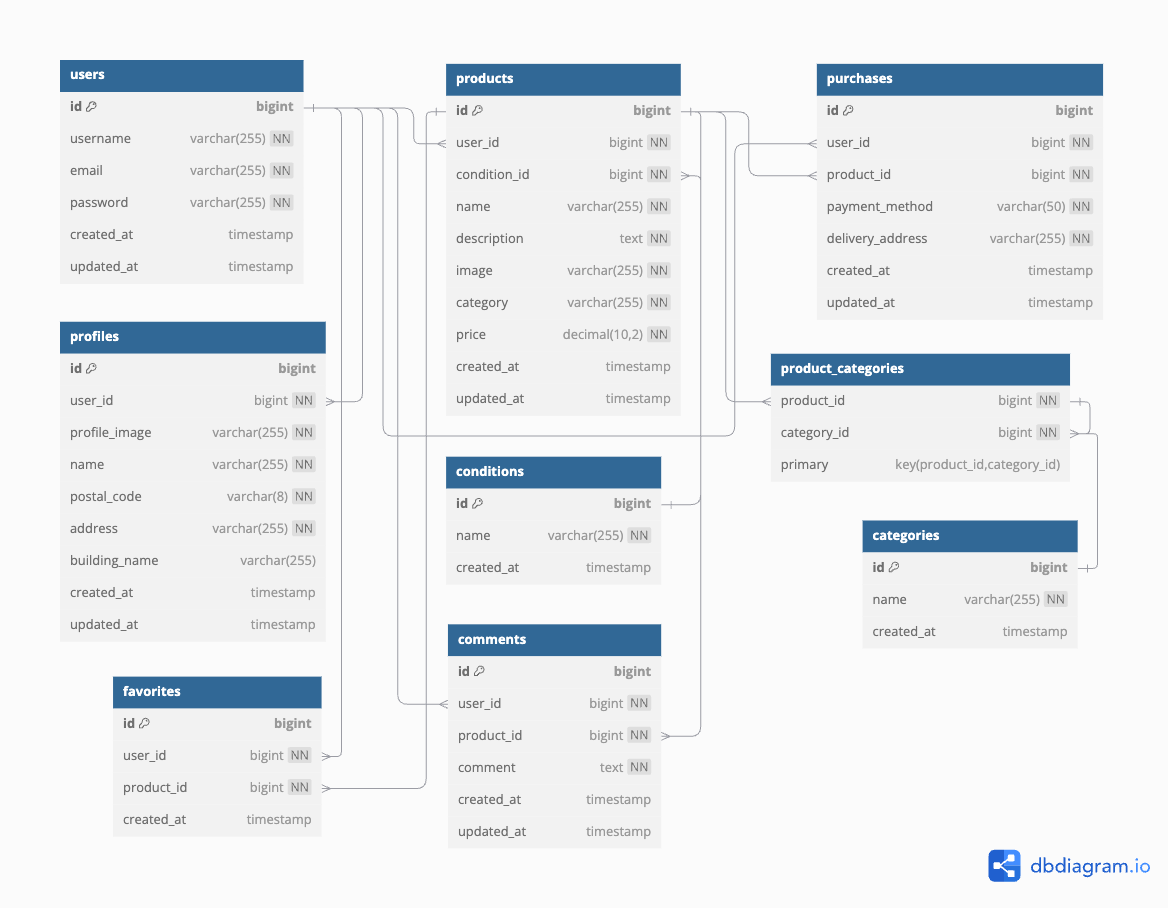 users
id bigint
username varchar(255) NN
email varchar(255) NN
password varchar(255) NN
created_at timestamp
updated_at timestamp
profiles
id bigint
user_id bigint NN
profile_image varchar(255) NN
name varchar(255) NN
postal_code varchar(8) NN
address varchar(255) NN
building_name varchar(255)
created_at timestamp
updated_at timestamp
favorites
id bigint
user_id bigint NN
product_id bigint NN
created_at timestamp
products
id bigint
user_id bigint NN
condition_id bigint NN
name varchar(255) NN
description text NN
image varchar(255) NN
category varchar(255) NN
price decimal(10,2) NN
created_at timestamp
updated_at timestamp
conditions
id bigint
name varchar(255) NN
created_at timestamp
comments
id bigint
user_id bigint NN
product_id bigint NN
comment text NN
created_at timestamp
updated_at timestamp
purchases
id bigint
user_id bigint NN
product_id bigint NN
payment_method varchar(50) NN
delivery_address varchar(255) NN
created_at timestamp
updated_at timestamp
product_categories
product_id bigint NN
category_id bigint NN
primary key(product_id,category_id)
categories
id bigint
name varchar(255) NN
created_at timestamp
dbdiagram.io